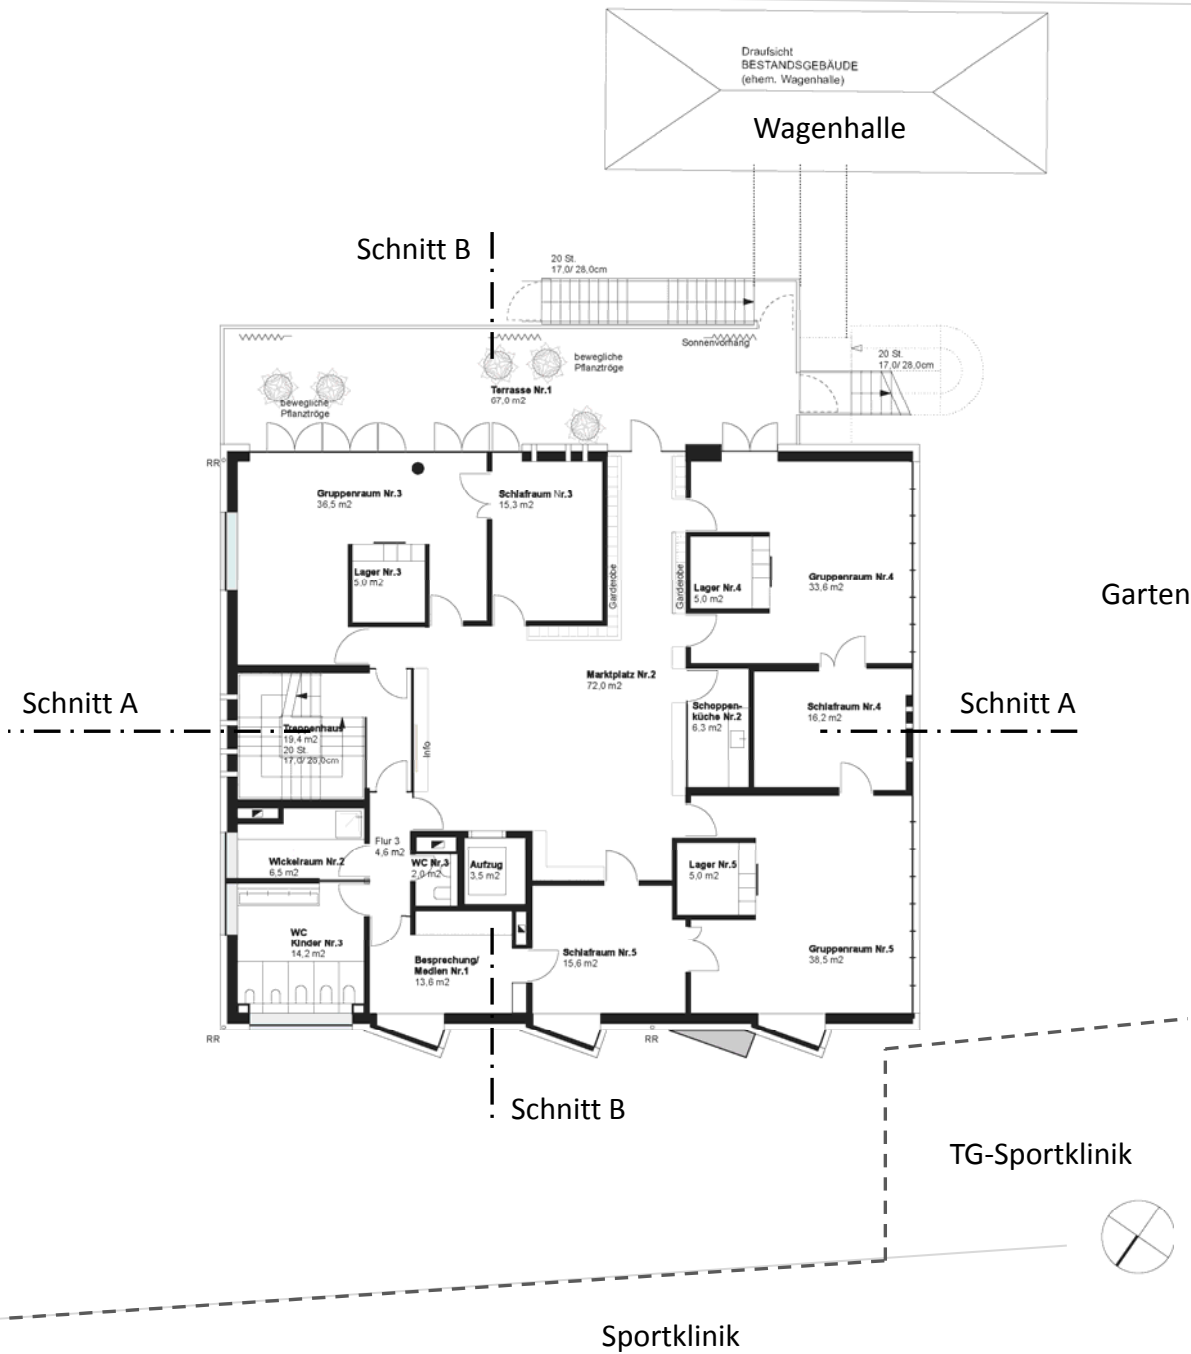 Draufsicht
BESTANDSGEBÄUDE
(ehem. Wagenhalle)
Wagenhalle
Schnitt B
20 St.
17,0/ 28,0cm
Sonnenvorhang
bewegliche
Pflanztröge
20 St.
17,0/ 28,0cm
Terrasse Nr.1
67,0 m2
bewegliche
Pflanztröge
RR
Gruppenraum Nr.3
36,5 m2
Schlafraum Nr.3
15,3 m2
Lager Nr.3
5,0 m2
Garderobe
Garderobe
Lager Nr.4
5,0 m2
Gruppenraum Nr.4
33,6 m2
Garten
Marktplatz Nr.2
72,0 m2
Schnitt A
Schoppen-
küche Nr.2
6,3 m2
Schlafraum Nr.4
16,2 m2
Schnitt A
Treppenhaus
19,4 m2
20 St.
17,0/ 28,0cm
Info
Flur 3
4,6 m2
Wickelraum Nr.2
6,5 m2
WC Nr.3
2,0 m2
Aufzug
3,5 m2
Lager Nr.5
5,0 m2
WC
Kinder Nr.3
14,2 m2
Besprechung/
Medien Nr.1
13,6 m2
Schlafraum Nr.5
15,6 m2
Gruppenraum Nr.5
38,5 m2
RR
RR
Schnitt B
TG-Sportklinik
Sportklinik